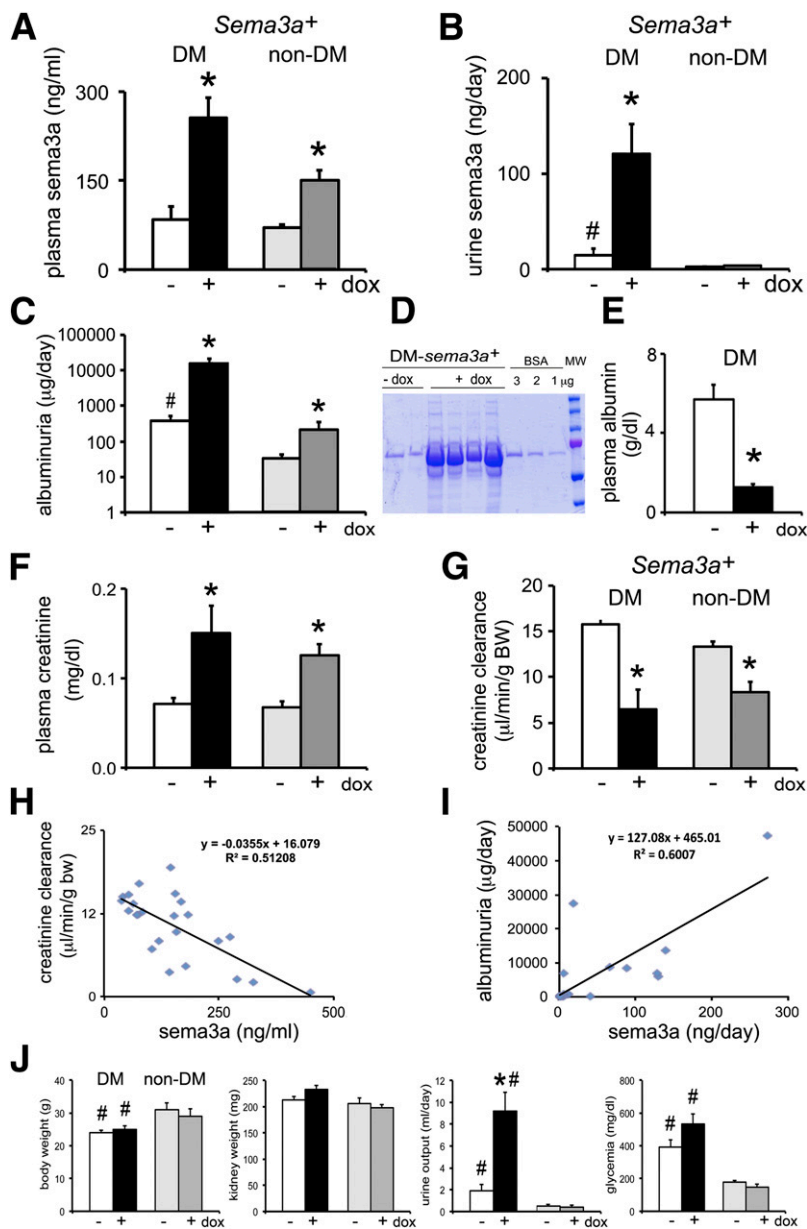 A
Sema3a+
DM non-DM
plasma sema3a (ng/ml)
300
150
0
*
*
- + - + dox
B
Sema3a+
DM non-DM
urine sema3a (ng/day)
200
100
0
#
*
- + - + dox
C
albuminuria (µg/day)
100000
10000
1000
100
10
1
#
*
*
- + - + dox
D
DM-sema3a+ BSA MW
- dox + dox 3 2 1 µg
E
DM
plasma albumin (g/dl)
6
3
0
*
- + dox
F
plasma creatinine (mg/dl)
0.2
0.1
0.0
*
*
- + - + dox
G
Sema3a+
DM non-DM
creatinine clearance (µl/min/g BW)
20
15
10
5
0
*
*
- + - + dox
H
creatinine clearance (µl/min/g bw)
25
12
0
y = -0.0355x + 16.079
R² = 0.51208
0 250 500
sema3a (ng/ml)
I
albuminuria (µg/day)
50000
40000
30000
20000
10000
0
y = 127.08x + 465.01
R² = 0.6007
0 100 200 300
sema3a (ng/day)
J
DM non-DM
body weight (g)
40
30
20
10
0
# #
- + - + dox
kidney weight (mg)
300
200
100
0
- + - + dox
urine output (ml/day)
12
10
8
6
4
2
0
#
*#
- + - + dox
glycemia (mg/dl)
800
600
400
200
0
# #
- + - + dox